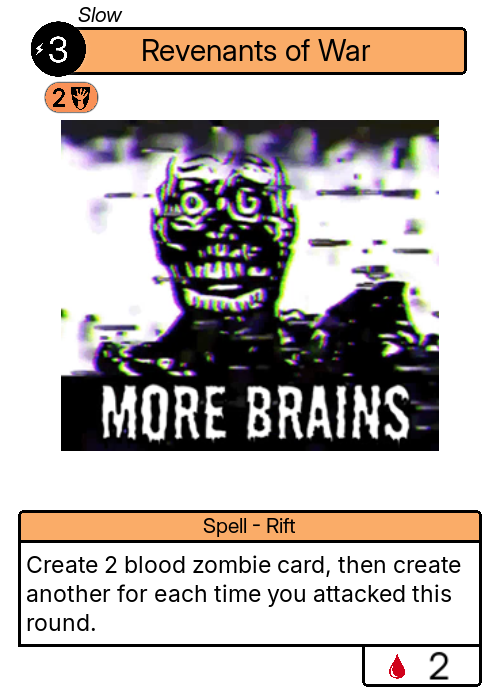 Slow
3
Revenants of War
2
MORE BRAINS
Spell - Rift
Create 2 blood zombie card, then create
another for each time you attacked this
round.
2